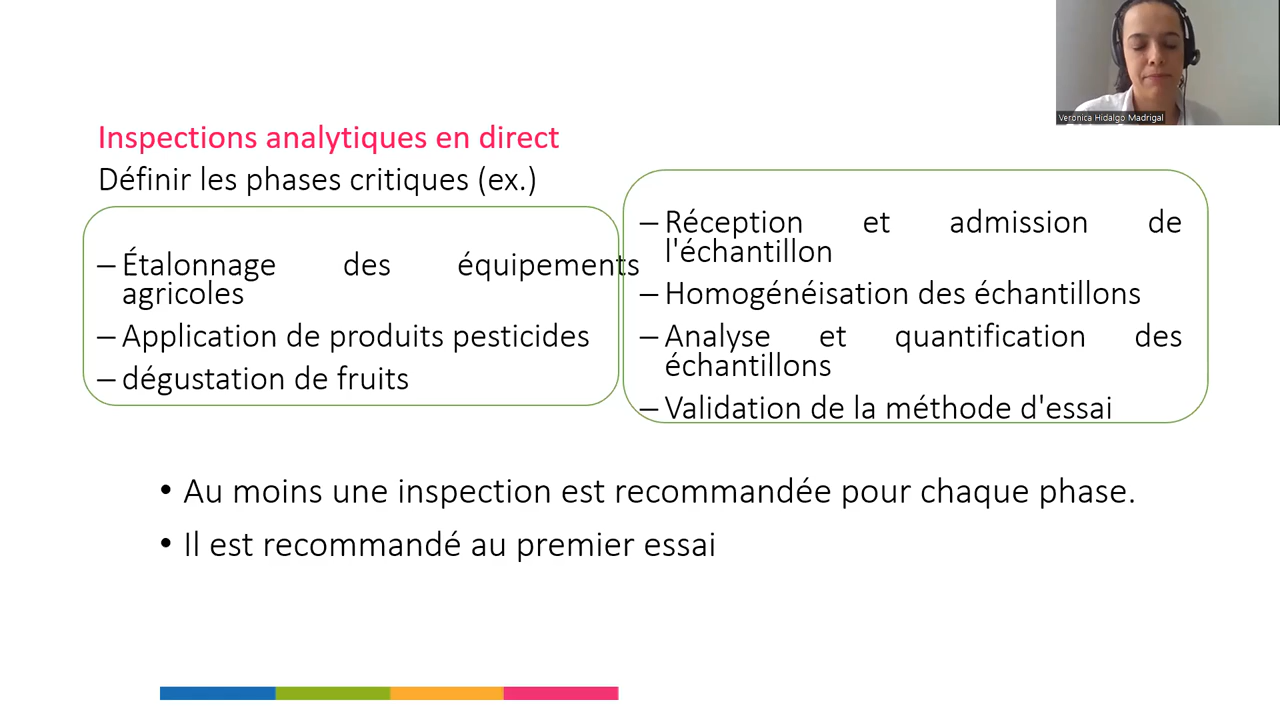 Verónica Hidalgo Madrigal
Inspections analytiques en direct
Définir les phases critiques (ex.)
– Étalonnage des équipements
agricoles
– Application de produits pesticides
– dégustation de fruits
– Réception et admission de
l'échantillon
– Homogénéisation des échantillons
– Analyse et quantification des
échantillons
– Validation de la méthode d'essai
• Au moins une inspection est recommandée pour chaque phase.
• Il est recommandé au premier essai